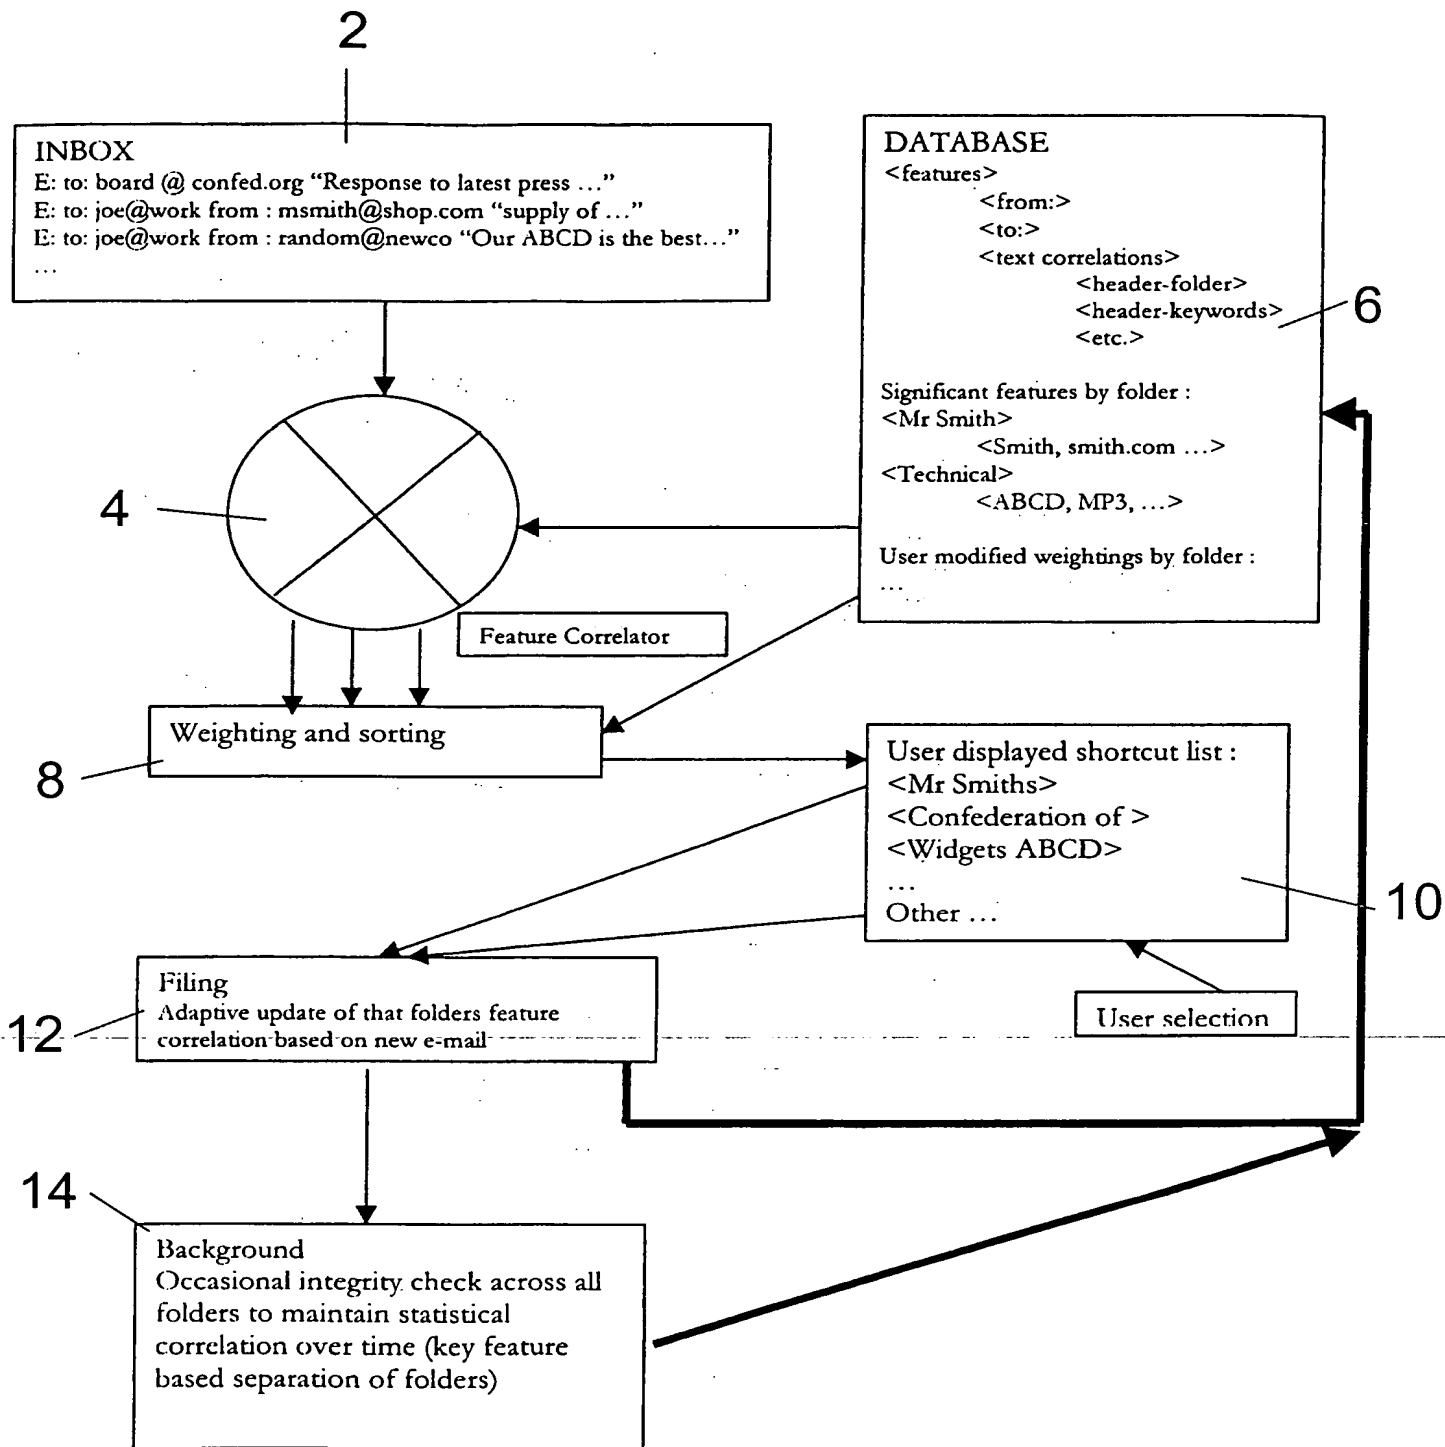 2
INBOX
E: to: board @ confed.org “Response to latest press …”
E: to: joe@work from : msmith@shop.com “supply of …”
E: to: joe@work from : random@newco “Our ABCD is the best…”
…
DATABASE
<features>
<from:>
<to:>
<text correlations>
<header-folder>
<header-keywords>
<etc.>
Significant features by folder :
<Mr Smith>
<Smith, smith.com …>
<Technical>
<ABCD, MP3, …>
User modified weightings by folder :
…
6
4
Feature Correlator
Weighting and sorting
8
User displayed shortcut list :
<Mr Smiths>
<Confederation of >
<Widgets ABCD>
…
Other …
10
User selection
Filing
Adaptive update of that folders feature
correlation based on new e-mail
12
14
Background
Occasional integrity check across all
folders to maintain statistical
correlation over time (key feature
based separation of folders)